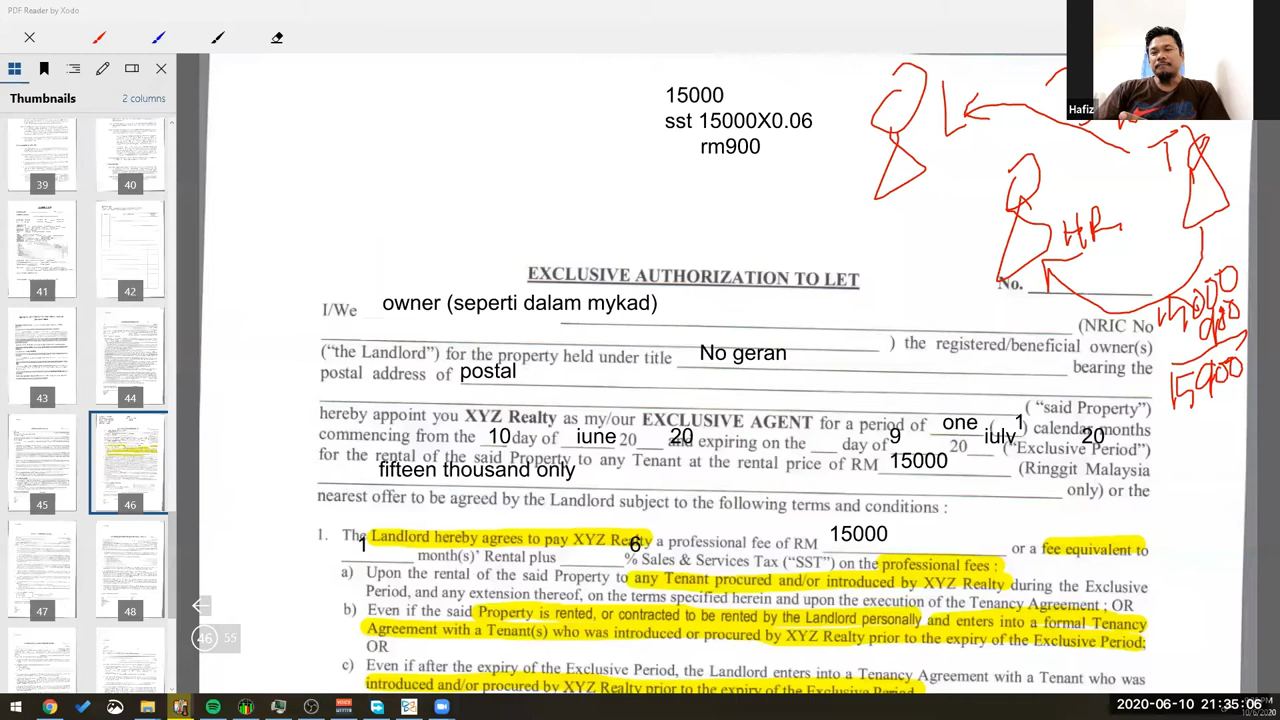 PDF Reader by Xodo
Thumbnails
2 columns
39
40
41
42
43
44
45
46
47
48
46
55
15000
sst 15000X0.06
rm900
L
T
HR
Hafiz
15000
900
15900
EXCLUSIVE AUTHORIZATION TO LET
No.
I/We owner (seperti dalam mykad)
(NRIC No
) the registered/beneficial owner(s)
(“the Landlord”) for the property held under title No geran bearing the
postal address of postal
( “said Property”)
hereby appoint you XYZ Realty as my/our EXCLUSIVE AGENT for a period of one 1) calendar months
commencing from the 10 day of iune 20 20 and expiring on the 9 day of iuly 20 20 (“Exclusive Period”)
for the rental of the said Property to any Tenant at the rental price of RM 15000 (Ringgit Malaysia
fifteen thousand only only) or the
nearest offer to be agreed by the Landlord subject to the following terms and conditions :
1. The Landlord hereby agrees to pay XYZ Realty a professional fee of RM 15000 or a fee equivalent to
1 month(s)’ Rental plus 6 % Sales & Services Tax (“SST”) on the professional fees :
a) Upon the rental of the said Property to any Tenant procured and/or introduced by XYZ Realty during the Exclusive
Period, and any extension thereof, on the terms specified herein and upon the execution of the Tenancy Agreement ; OR
b) Even if the said Property is rented, or contracted to be rented by the Landlord personally and enters into a formal Tenancy
Agreement with a Tenant(s) who was introduced or procured by XYZ Realty prior to the expiry of the Exclusive Period;
OR
c) Even if after the expiry of the Exclusive Period, the Landlord enters into a Tenancy Agreement with a Tenant who was
introduced and/or procured by XYZ Realty prior to the expiry of the Exclusive Period
2020-06-10 21:35:06
10/6/2020